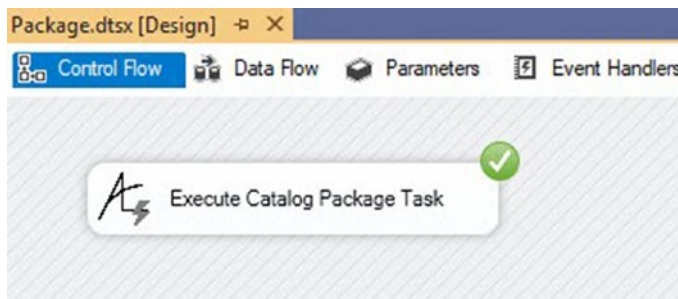 Package.dtsx [Design]
Control Flow Data Flow Parameters Event Handlers
Execute Catalog Package Task